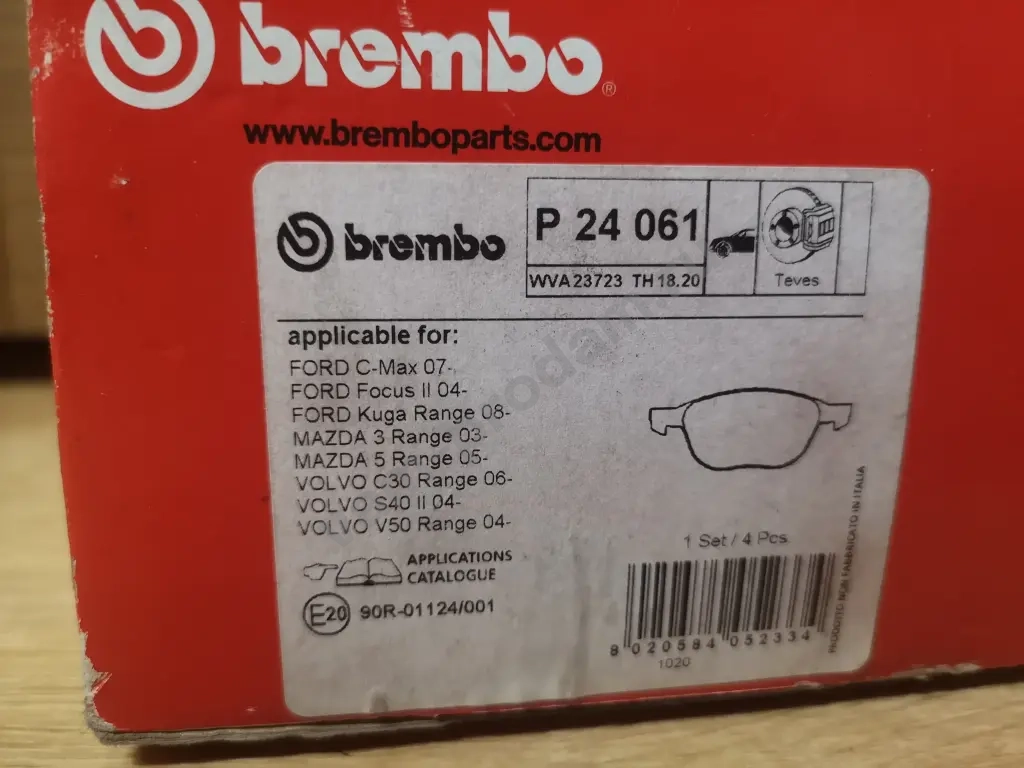 brembo®
www.bremboparts.com
brembo
P 24 061
WVA23723 TH 18.20
Teves
applicable for:
FORD C-Max 07-
FORD Focus II 04-
FORD Kuga Range 08-
MAZDA 3 Range 03-
MAZDA 5 Range 05-
VOLVO C30 Range 06-
VOLVO S40 II 04-
VOLVO V50 Range 04-
1 Set / 4 Pcs
APPLICATIONS
CATALOGUE
E20 90R-01124/001
8 020584 052334
1020
PRODOTTO NON FABBRICATO IN ITALIA